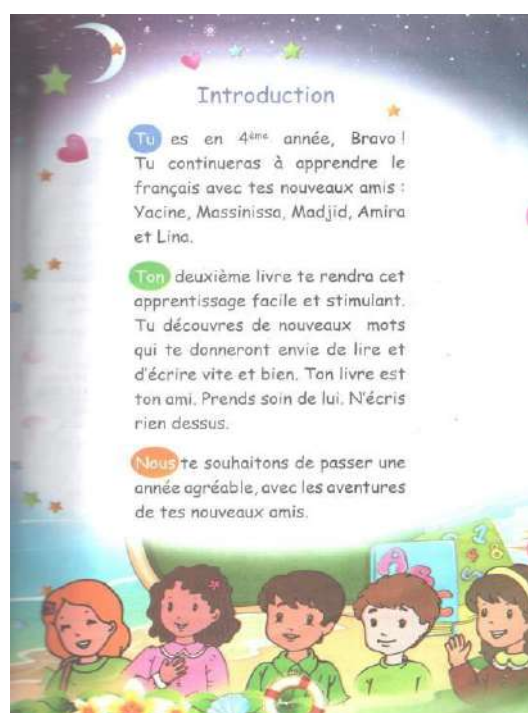 Introduction
Tu es en 4ème année, Bravo !
Tu continueras à apprendre le
français avec tes nouveaux amis :
Yacine, Massinissa, Madjid, Amira
et Lina.
Ton deuxième livre te rendra cet
apprentissage facile et stimulant.
Tu découvres de nouveaux mots
qui te donneront envie de lire et
d'écrire vite et bien. Ton livre est
ton ami. Prends soin de lui. N'écris
rien dessus.
Nous te souhaitons de passer une
année agréable, avec les aventures
de tes nouveaux amis.